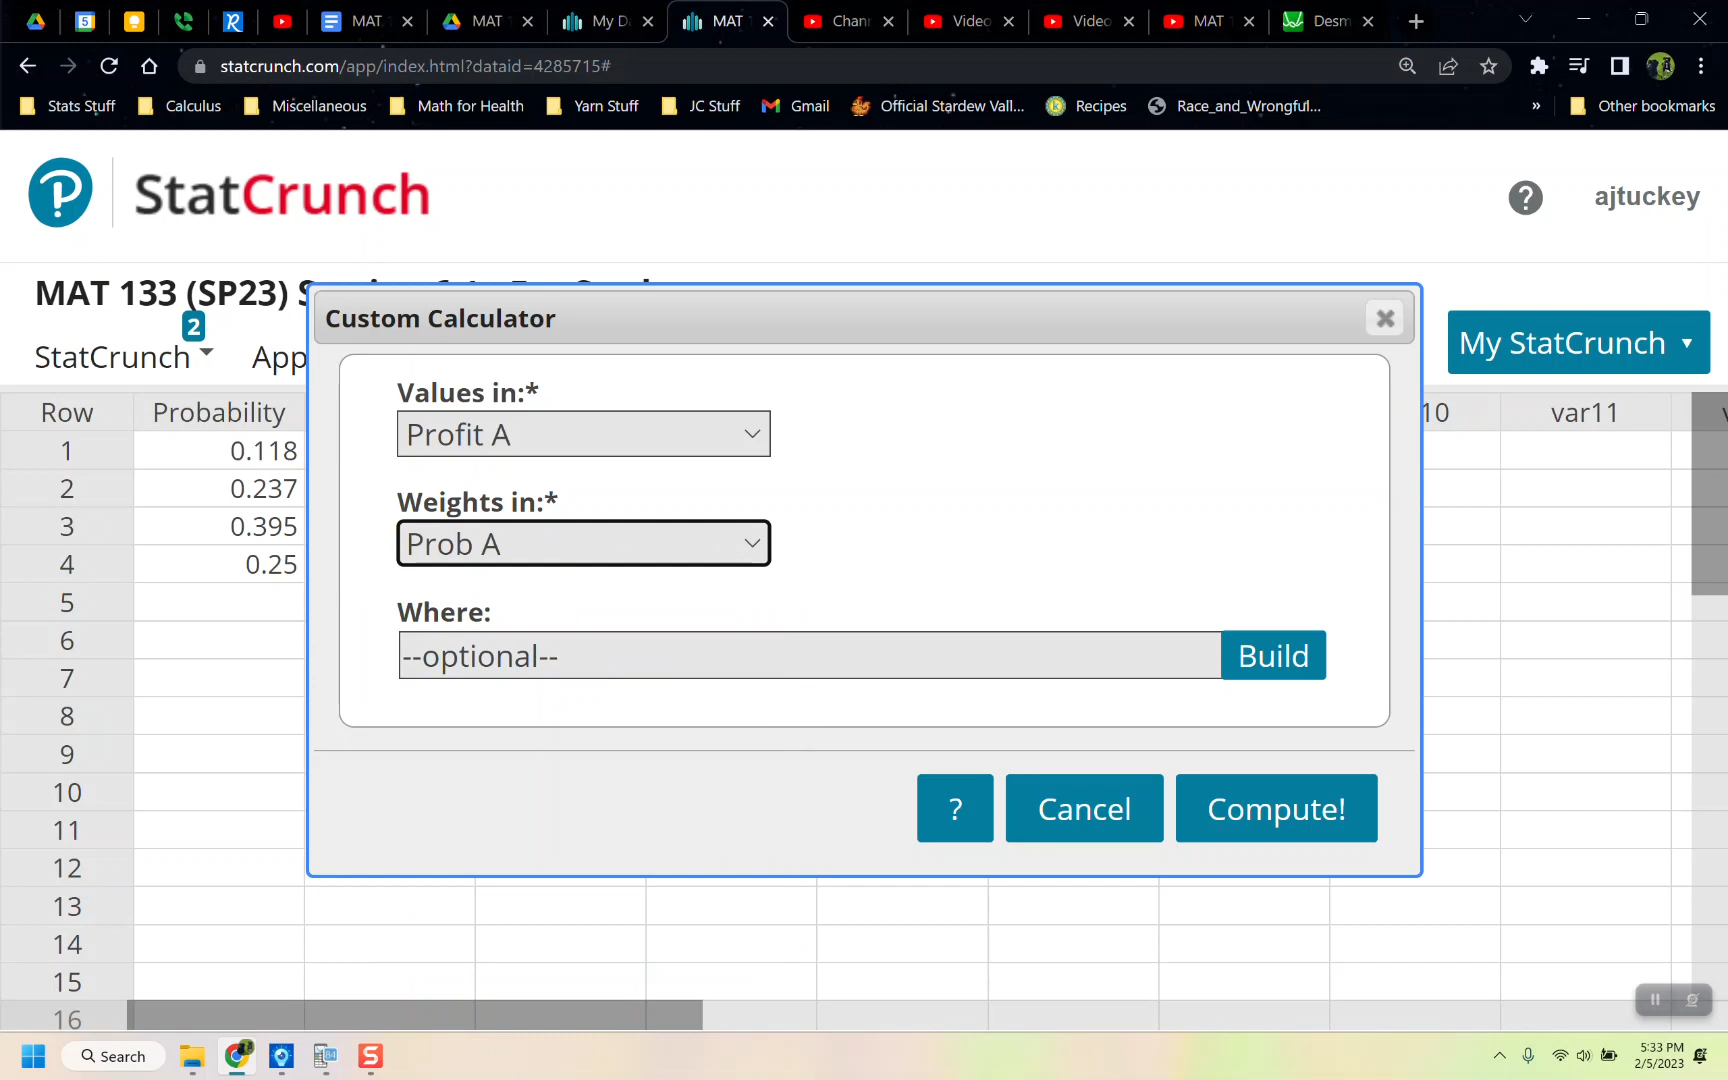 5
MAT
MAT
My Da
MAT
Chan
Video
Video
MAT
Desm
statcrunch.com/app/index.html?dataid=4285715#
Stats Stuff
Calculus
Miscellaneous
Math for Health
Yarn Stuff
JC Stuff
Gmail
Official Stardew Vall...
Recipes
Race_and_Wrongful...
»
Other bookmarks
StatCrunch
?
ajtuckey
MAT 133 (SP23) S
2
StatCrunch
App
My StatCrunch
Custom Calculator
Values in:*
Profit A
Weights in:*
Prob A
Where:
--optional--
Build
?
Cancel
Compute!
Row Probability 10 var11
1 0.118
2 0.237
3 0.395
4 0.25
5
6
7
8
9
10
11
12
13
14
15
16
Search
84
S
5:33 PM
2/5/2023